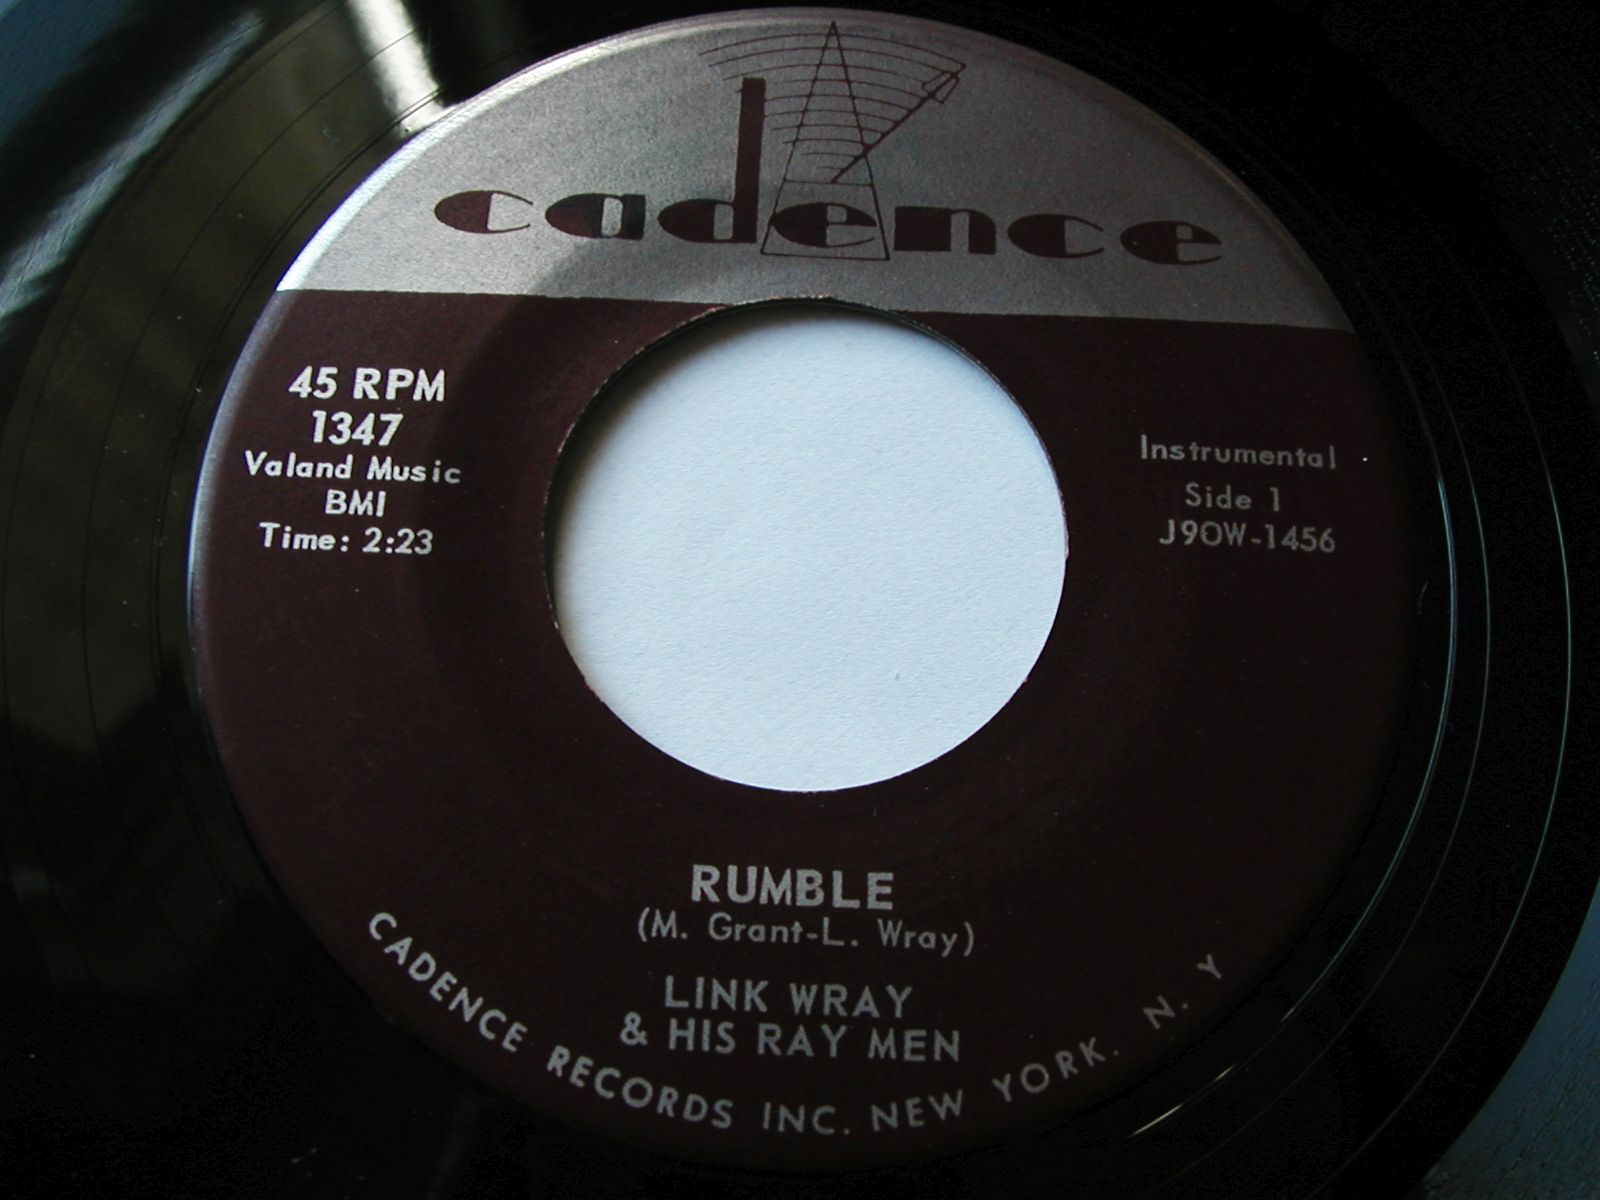 cadence
45 RPM
1347
Valand Music
BMI
Time: 2:23
Instrumental
Side 1
J9OW-1456
RUMBLE
(M. Grant-L. Wray)
LINK WRAY
& HIS RAY MEN
CADENCE RECORDS INC. NEW YORK. N. Y